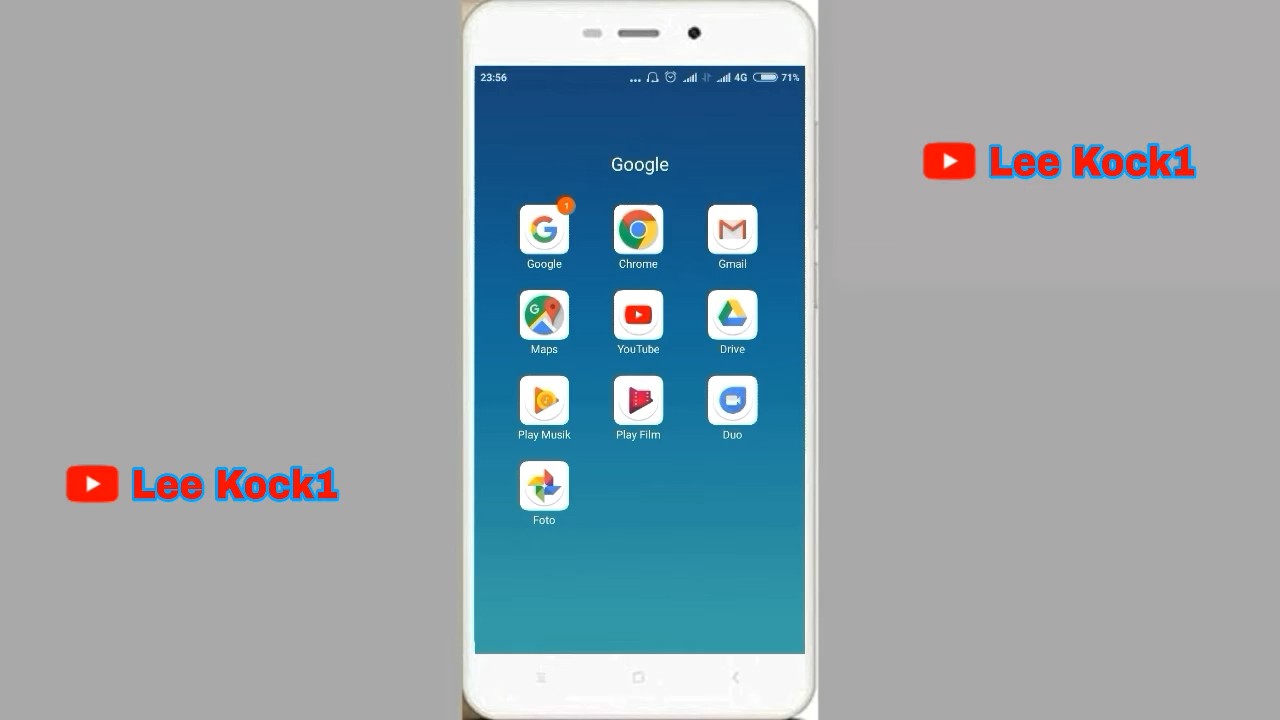 23:56
4G
71%
Google
1
Google
Chrome
Gmail
Maps
YouTube
Drive
Play Musik
Play Film
Duo
Foto
Lee Kock1
Lee Kock1